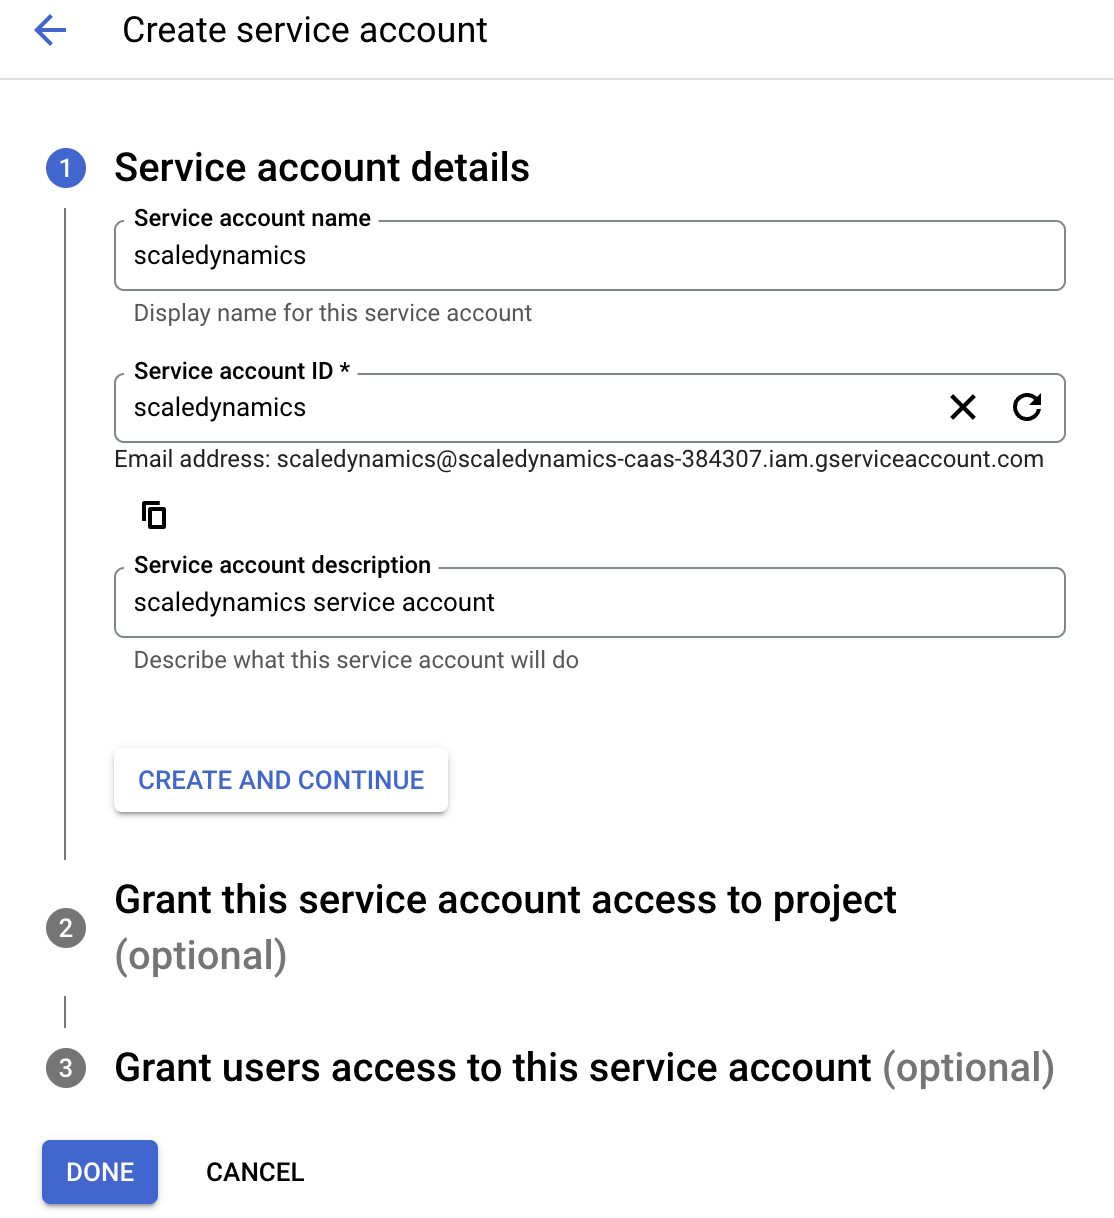 Create service account
1 Service account details
Service account name
scaledynamics
Display name for this service account
Service account ID *
scaledynamics
Email address: scaledynamics@scaledynamics-caas-384307.iam.gserviceaccount.com
Service account description
scaledynamics service account
Describe what this service account will do
CREATE AND CONTINUE
2 Grant this service account access to project
(optional)
3 Grant users access to this service account (optional)
DONE CANCEL